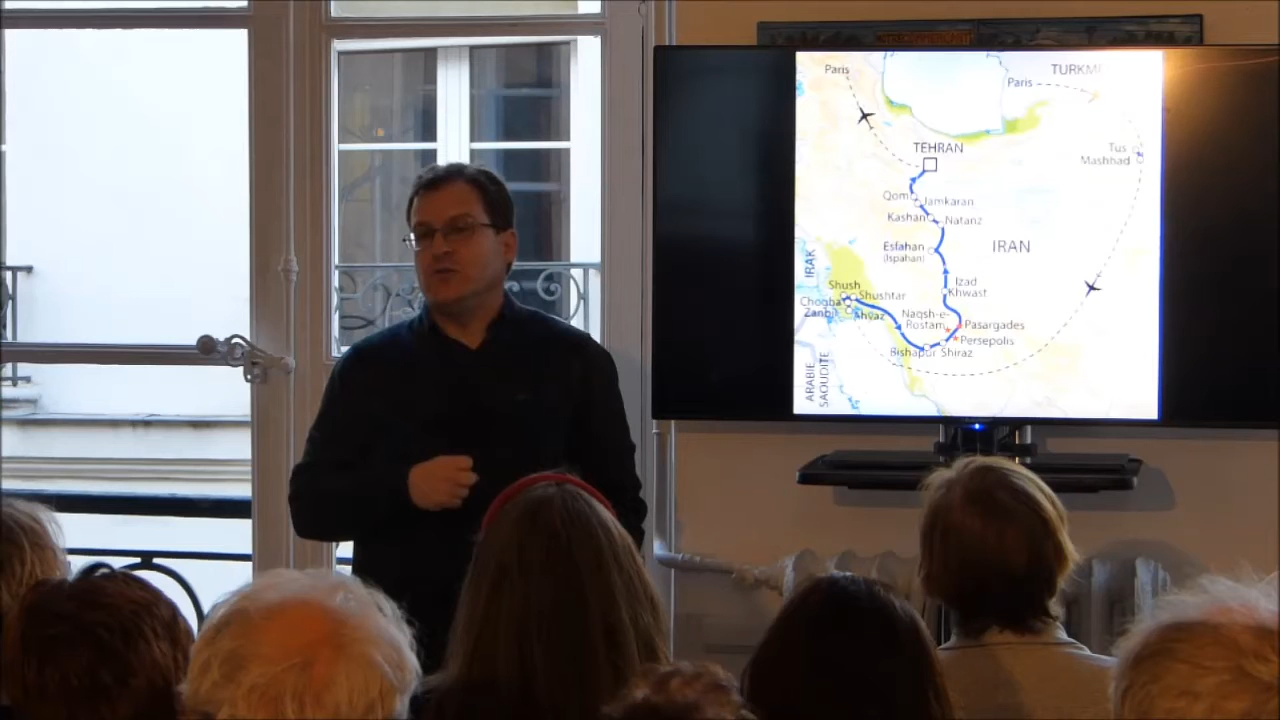 Paris
TURKM
Paris
TEHRAN
Tus
Mashhad
Qom
Jamkaran
Kashan
Natanz
Esfahan
(Ispahan)
IRAN
IRAK
Izad
Khwast
Shush
Shushtar
Chogha
Zanbil
Ahvaz
Naqsh-e-
Rostam
Pasargades
Persepolis
Bishapur
Shiraz
ARABIE
SAOUDITE